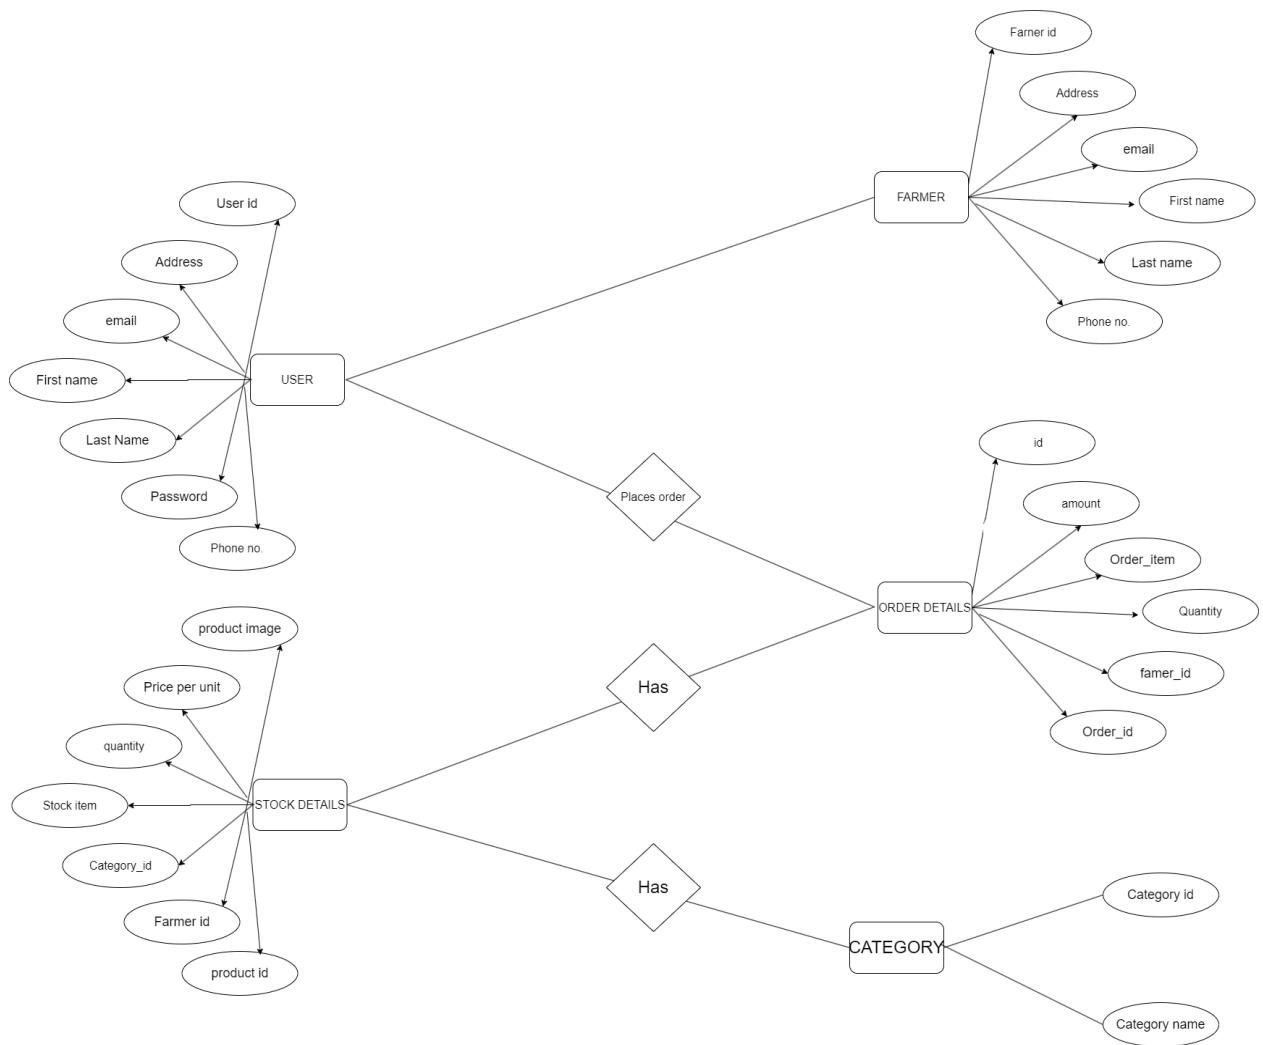 Farner id
Address
email
FARMER
First name
Last name
Phone no.
User id
Address
email
First name
USER
Last Name
Password
Phone no.
Places order
id
amount
Order_item
ORDER DETAILS
Quantity
famer_id
Order_id
product image
Price per unit
quantity
Stock item
STOCK DETAILS
Category_id
Farmer id
product id
Has
Has
CATEGORY
Category id
Category name